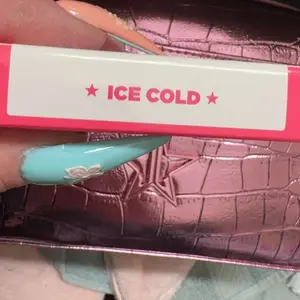 ★ ICE COLD ★